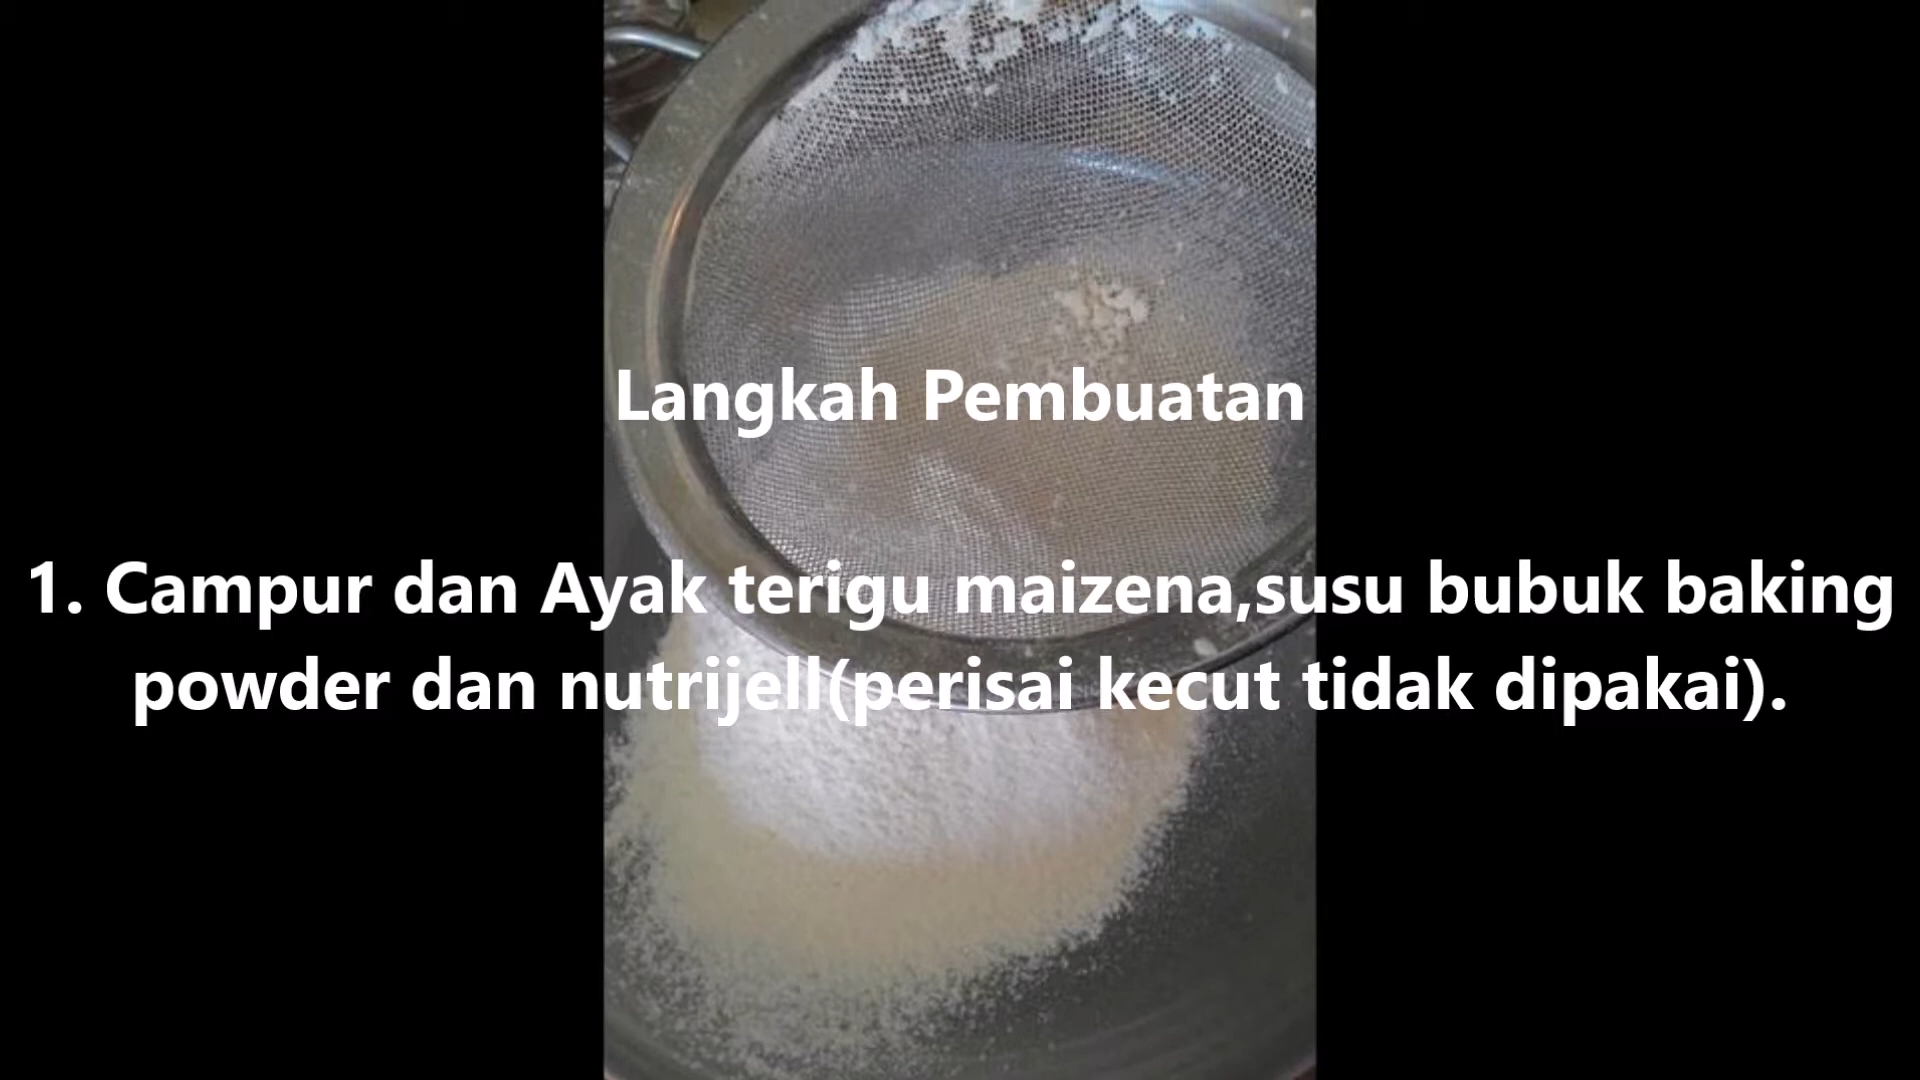 Langkah Pembuatan
1. Campur dan Ayak terigu maizena,susu bubuk baking
powder dan nutrijell(perisai kecut tidak dipakai).